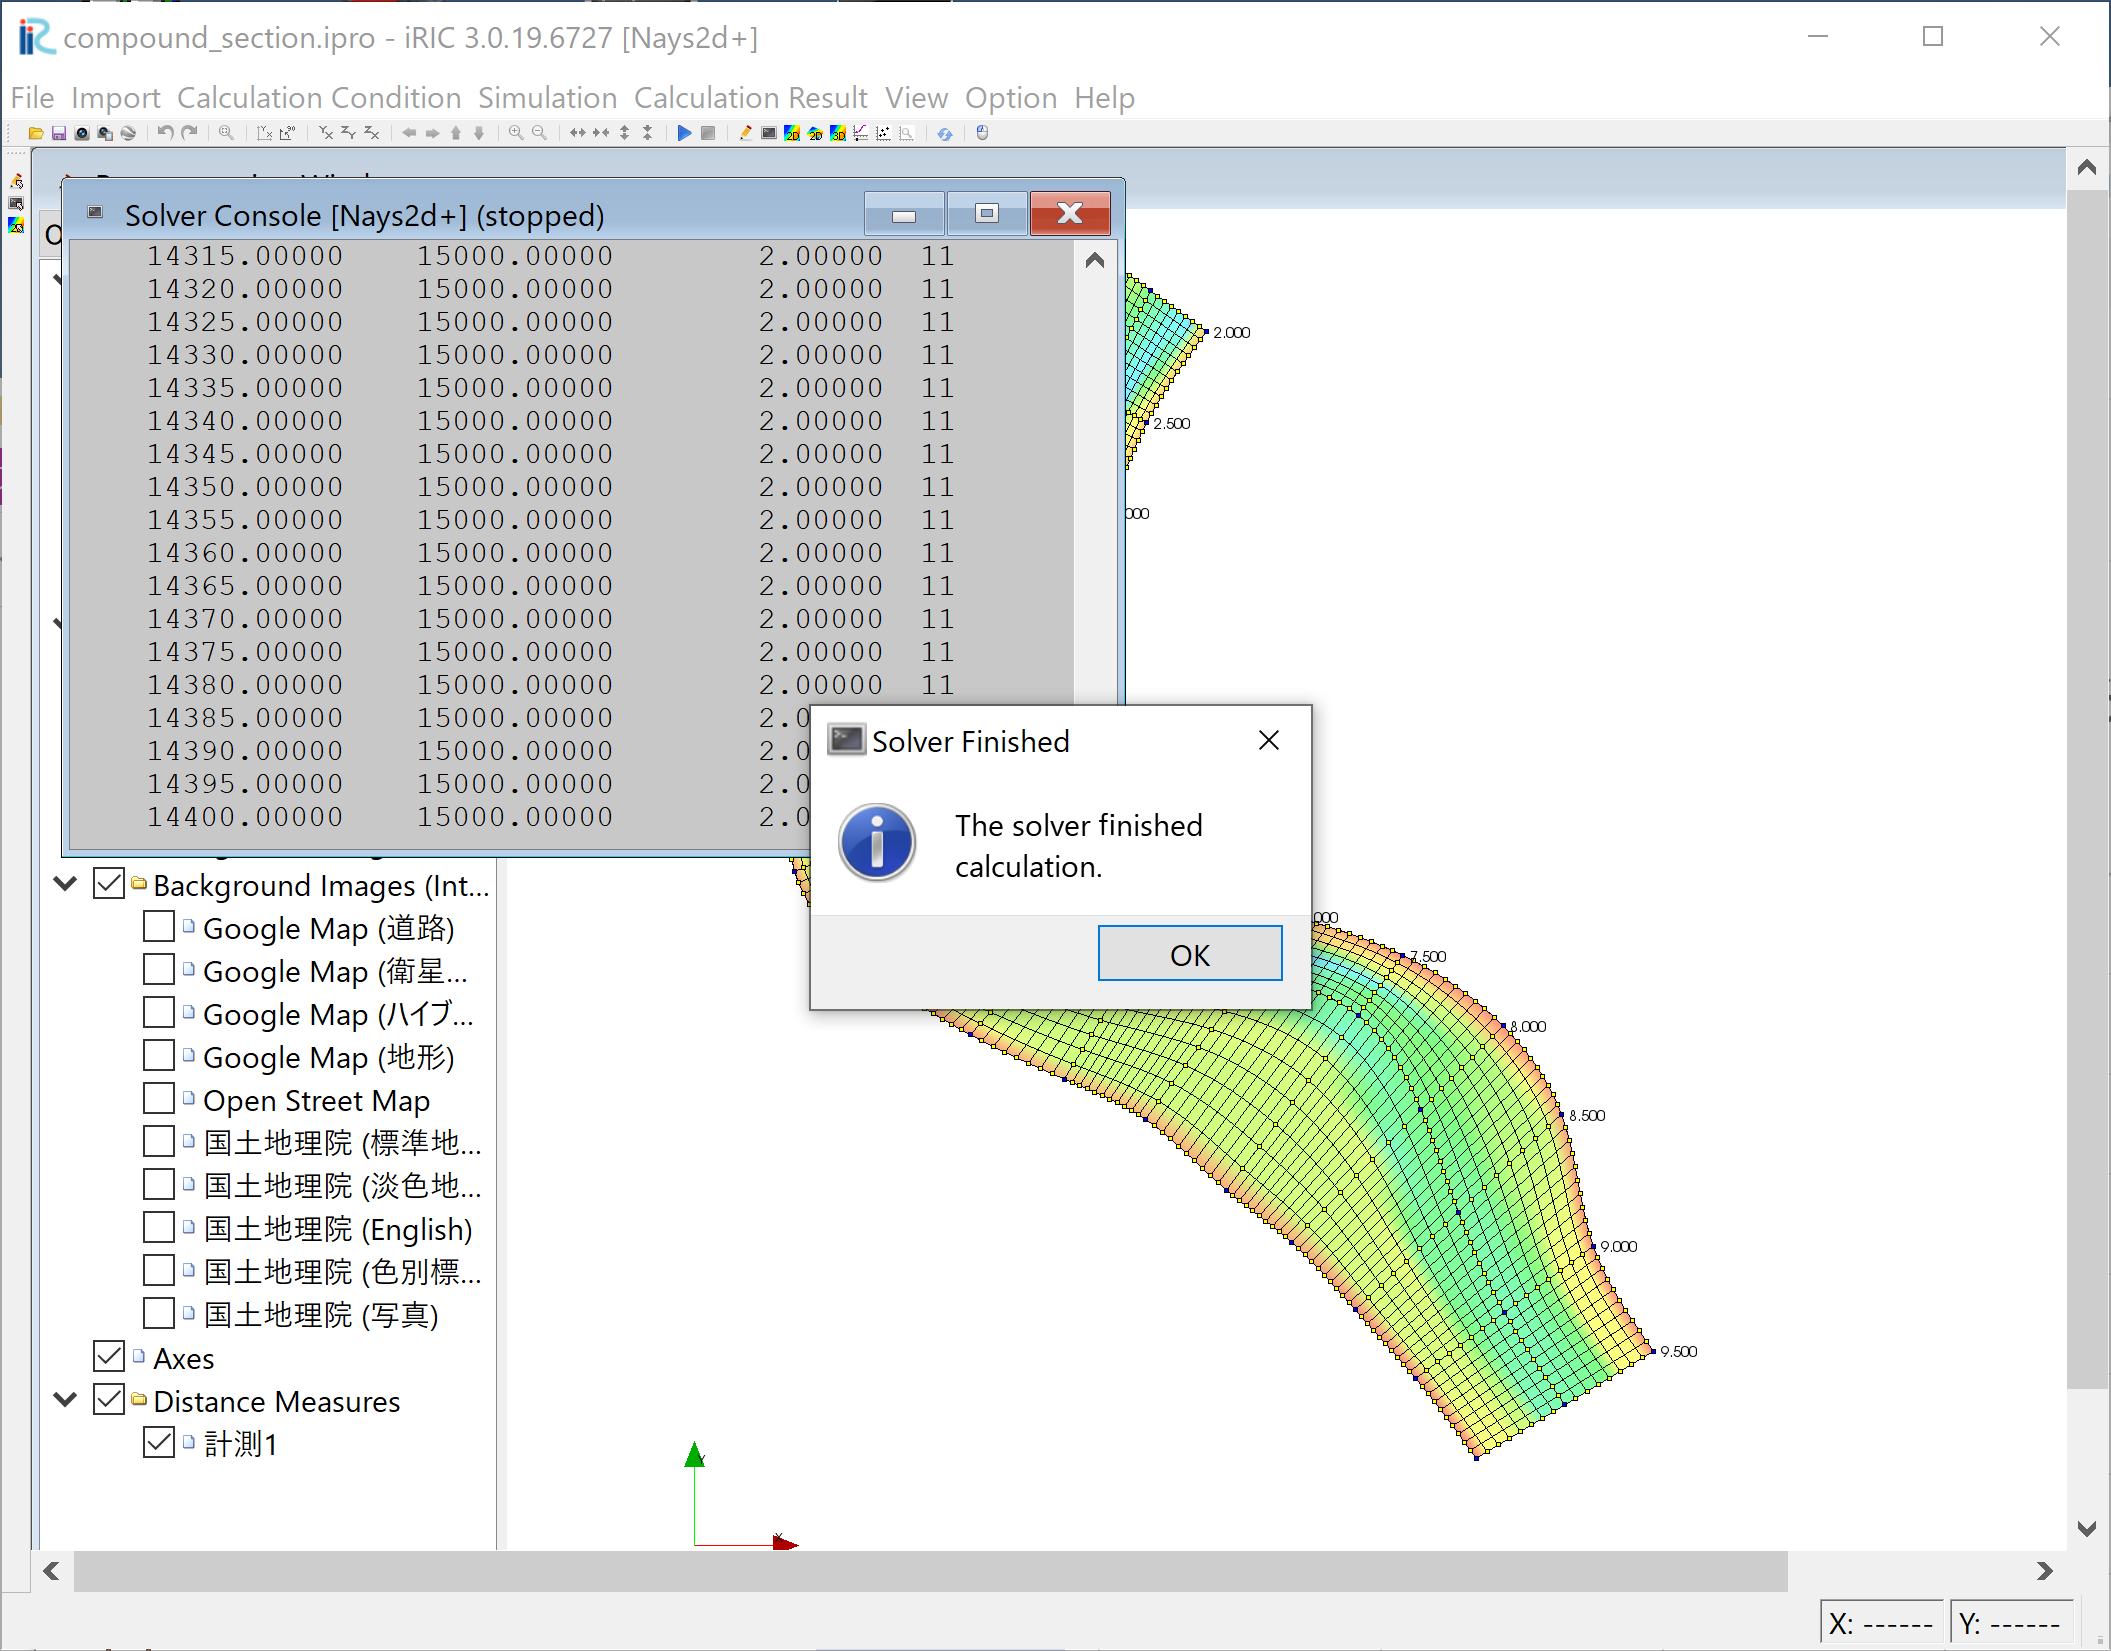 compound_section.ipro - iRIC 3.0.19.6727 [Nays2d+]
File Import Calculation Condition Simulation Calculation Result View Option Help
Solver Console [Nays2d+] (stopped)
14315.00000 15000.00000 2.00000 11
14320.00000 15000.00000 2.00000 11
14325.00000 15000.00000 2.00000 11
14330.00000 15000.00000 2.00000 11
14335.00000 15000.00000 2.00000 11
14340.00000 15000.00000 2.00000 11
14345.00000 15000.00000 2.00000 11
14350.00000 15000.00000 2.00000 11
14355.00000 15000.00000 2.00000 11
14360.00000 15000.00000 2.00000 11
14365.00000 15000.00000 2.00000 11
14370.00000 15000.00000 2.00000 11
14375.00000 15000.00000 2.00000 11
14380.00000 15000.00000 2.00000 11
14385.00000 15000.00000 2.0
14390.00000 15000.00000 2.0
14395.00000 15000.00000 2.0
14400.00000 15000.00000 2.0
2.000
2.500
000
Solver Finished
The solver finished
calculation.
OK
Background Images (Int...
Google Map (道路)
Google Map (衛星...
Google Map (ハイブ...
Google Map (地形)
Open Street Map
国土地理院 (標準地...
国土地理院 (淡色地...
国土地理院 (English)
国土地理院 (色別標...
国土地理院 (写真)
Axes
Distance Measures
計測1
000
7.500
8.000
8.500
9.000
9.500
Y
X
X: ------ Y: ------